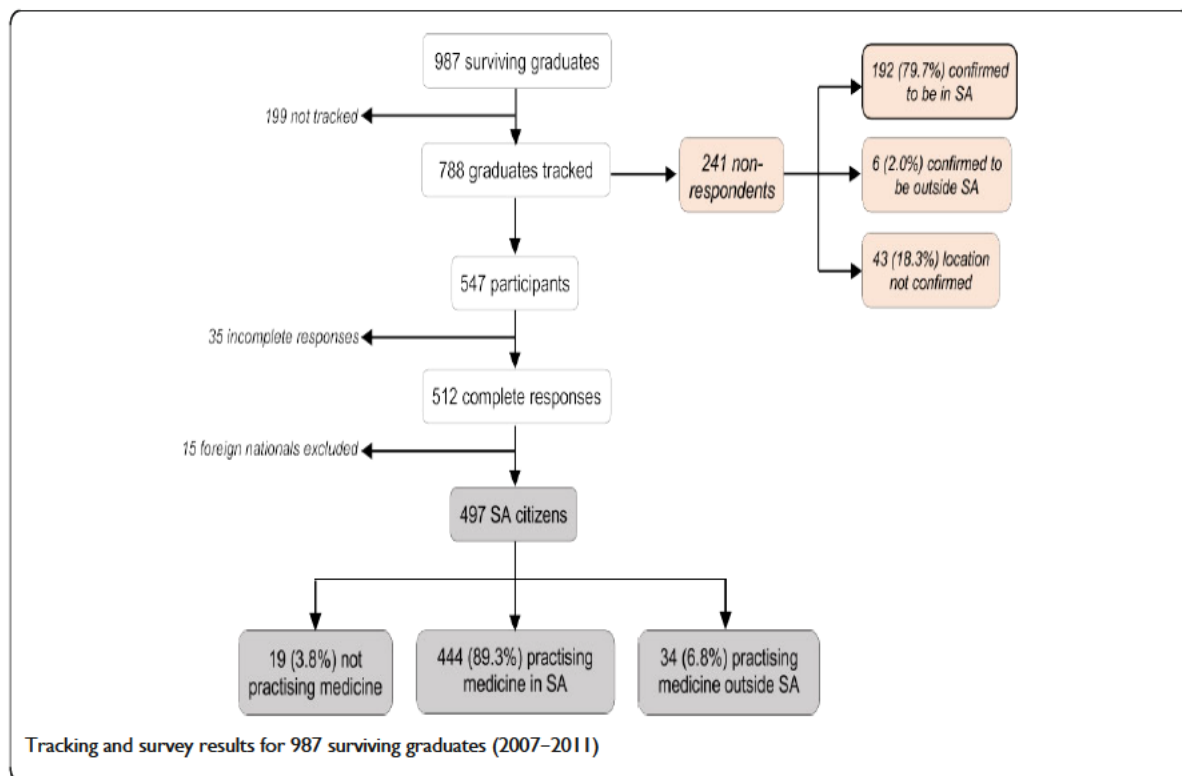 987 surviving graduates
199 not tracked
788 graduates tracked
241 non-
respondents
192 (79.7%) confirmed
to be in SA
6 (2.0%) confirmed to
be outside SA
43 (18.3%) location
not confirmed
547 participants
35 incomplete responses
512 complete responses
15 foreign nationals excluded
497 SA citizens
19 (3.8%) not
practising medicine
444 (89.3%) practising
medicine in SA
34 (6.8%) practising
medicine outside SA
Tracking and survey results for 987 surviving graduates (2007–2011)